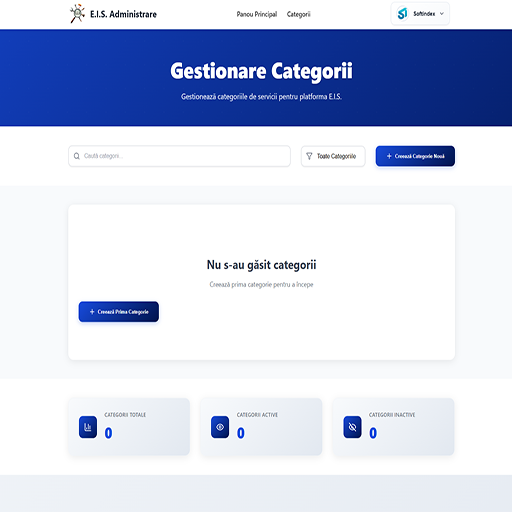 E.I.S. Administrare
Panou Principal
Categorii
Softindex
Gestionare Categorii
Gestionează categoriile de servicii pentru platforma E.I.S.
Caută categorii...
Toate Categoriile
Creează Categorie Nouă
Nu s-au găsit categorii
Creează prima categorie pentru a începe
Creează Prima Categorie
CATEGORII TOTALE
0
CATEGORII ACTIVE
0
CATEGORII INACTIVE
0